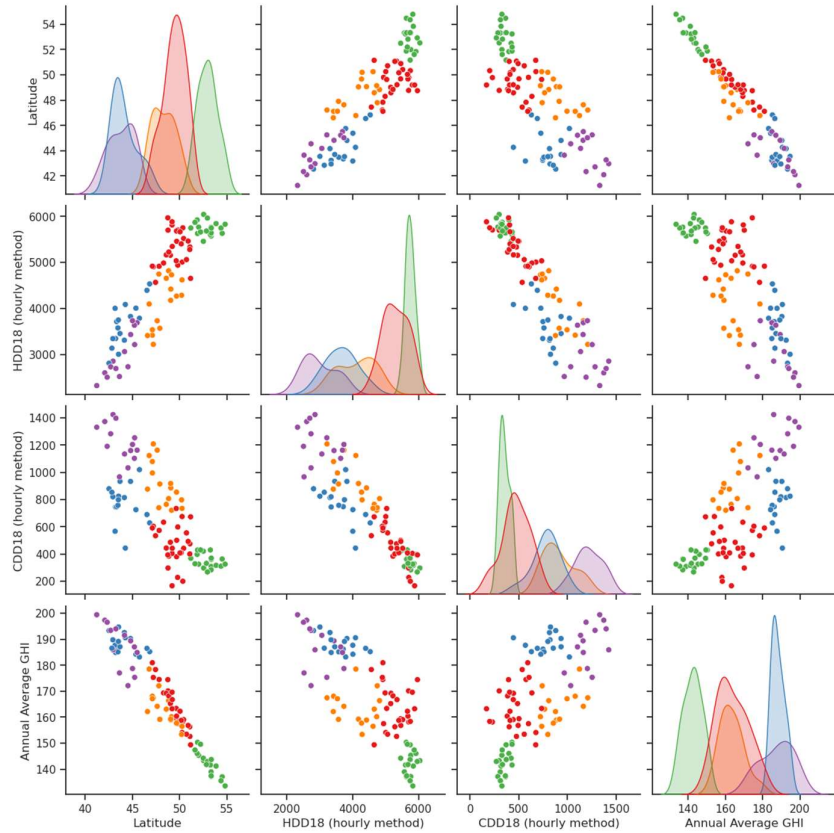 54
52
50
48
46
44
42
Latitude
6000
5000
4000
3000
HDD18 (hourly method)
1400
1200
1000
800
600
400
200
CDD18 (hourly method)
200
190
180
170
160
150
140
Annual Average GHI
40 45 50 55
2000 4000 6000
0 500 1000 1500
140 160 180 200
Latitude
HDD18 (hourly method)
CDD18 (hourly method)
Annual Average GHI